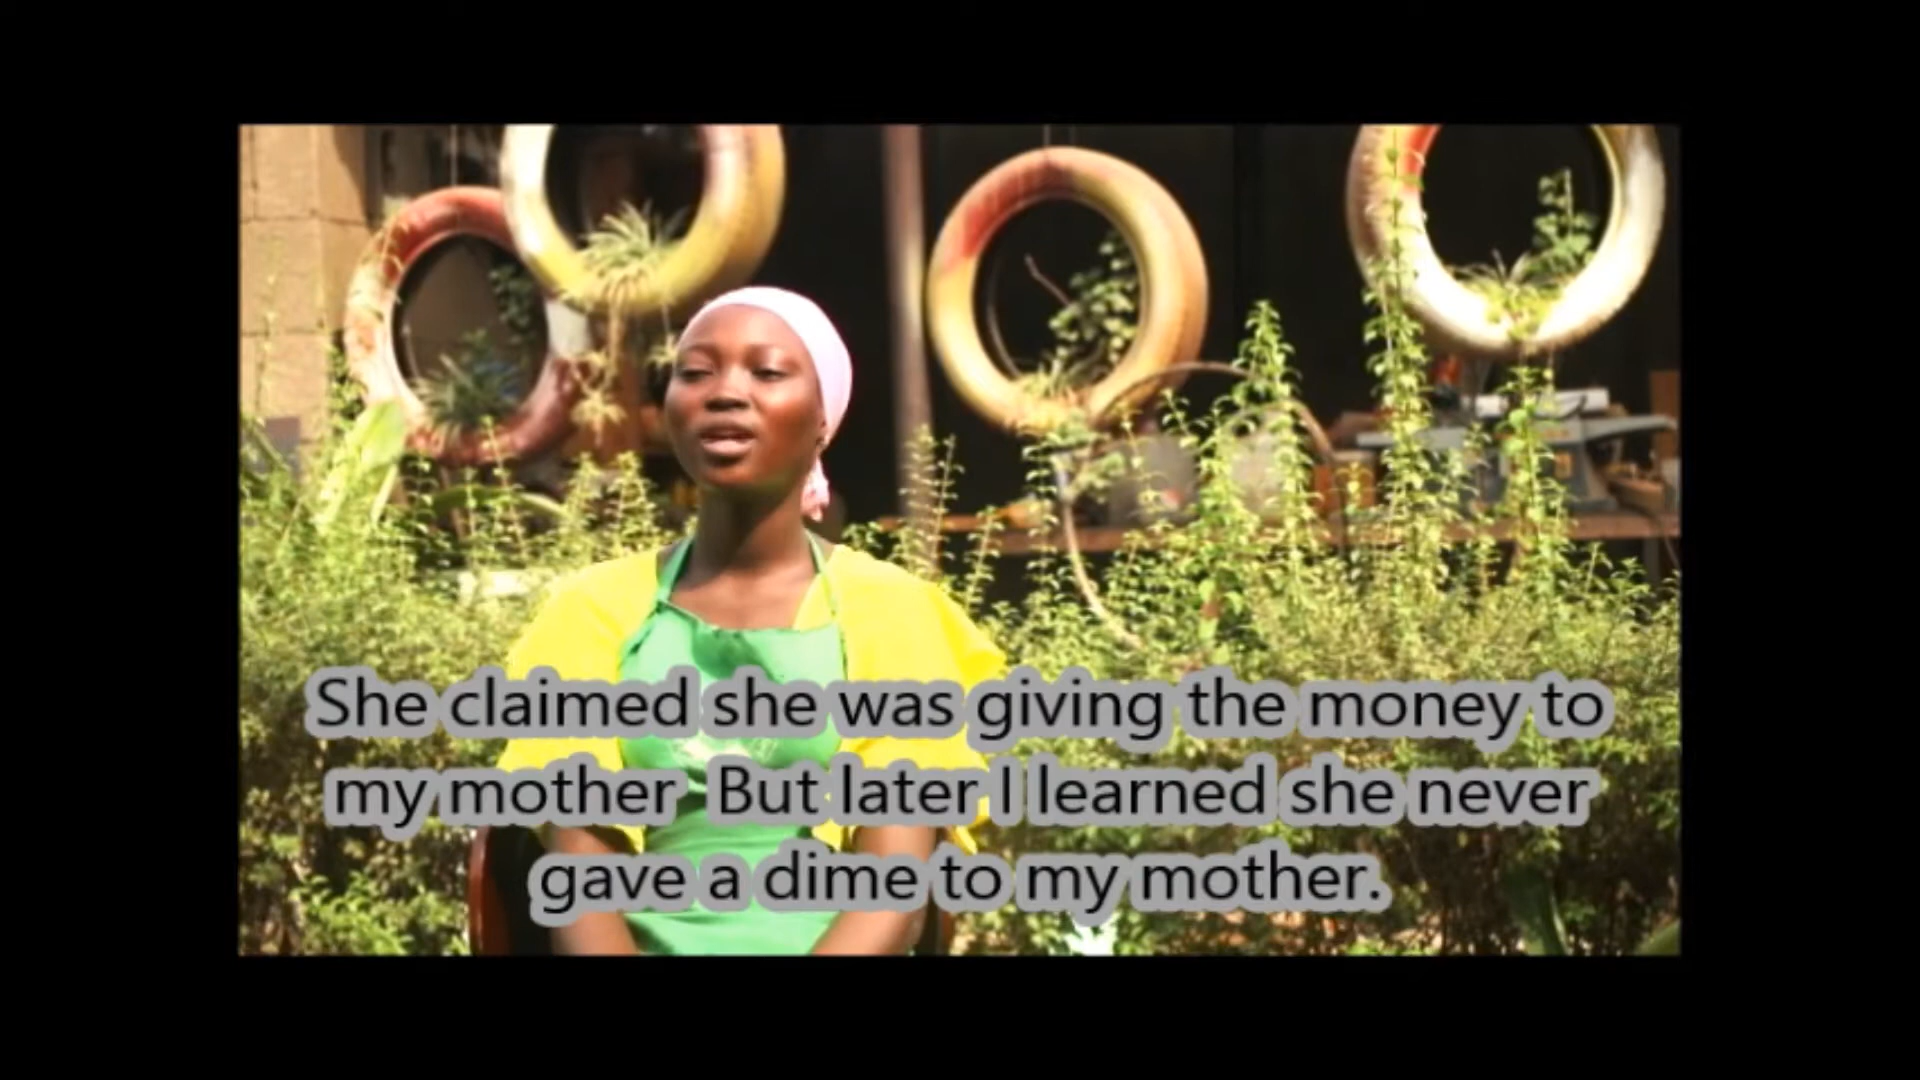 She claimed she was giving the money to
my mother But later I learned she never
gave a dime to my mother.